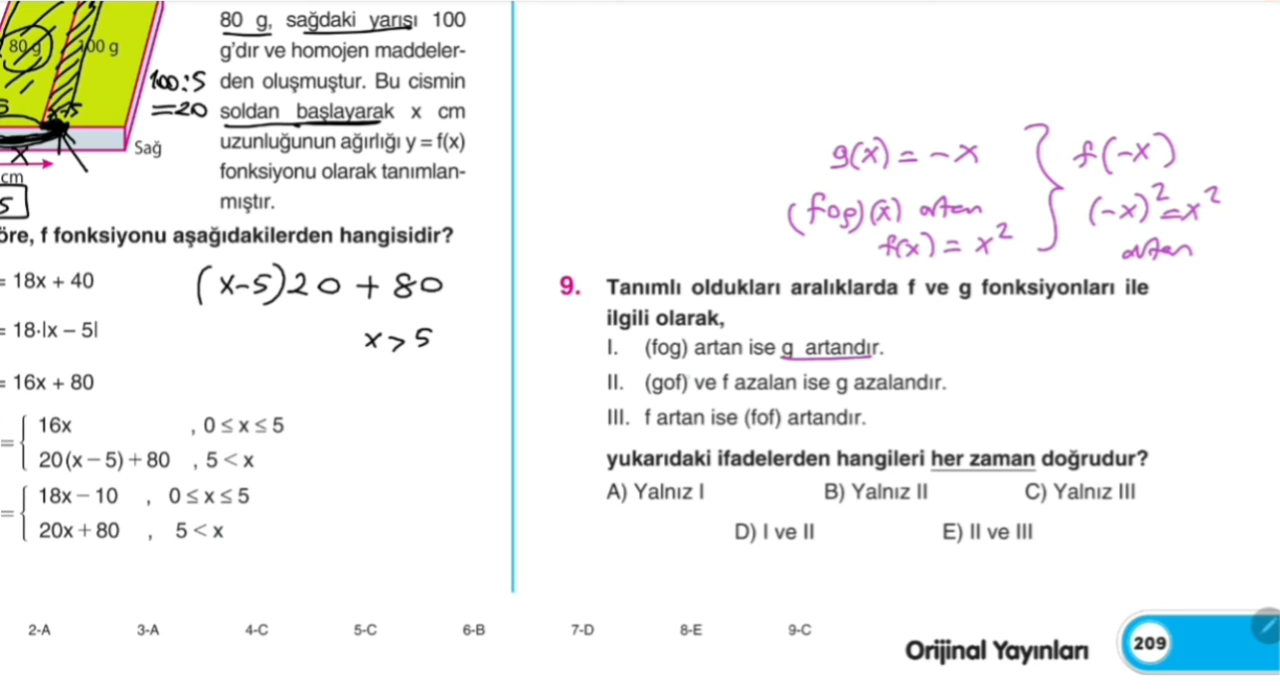 80 g, sağdaki yarısı 100
g'dır ve homojen maddeler-
den oluşmuştur. Bu cismin
soldan başlayarak x cm
uzunluğunun ağırlığı y = f(x)
fonksiyonu olarak tanımlan-
mıştır.
80 g
100 g
100:5
=20
Sağ
x
cm
5
öre, f fonksiyonu aşağıdakilerden hangisidir?
= 18x + 40
(x-5)20 + 80
= 18·|x – 5|
x > 5
= 16x + 80
= { 16x , 0 ≤ x ≤ 5
20(x – 5) + 80 , 5 < x
= { 18x – 10 , 0 ≤ x ≤ 5
20x + 80 , 5 < x
g(x) = -x } f(-x)
(fog)(x) artan (-x)² = x²
f(x) = x² artan
9. Tanımlı oldukları aralıklarda f ve g fonksiyonları ile
ilgili olarak,
I. (fog) artan ise g artandır.
II. (gof) ve f azalan ise g azalandır.
III. f artan ise (fof) artandır.
yukarıdaki ifadelerden hangileri her zaman doğrudur?
A) Yalnız I B) Yalnız II C) Yalnız III
D) I ve II E) II ve III
2-A 3-A 4-C 5-C 6-B 7-D 8-E 9-C
Orijinal Yayınları 209